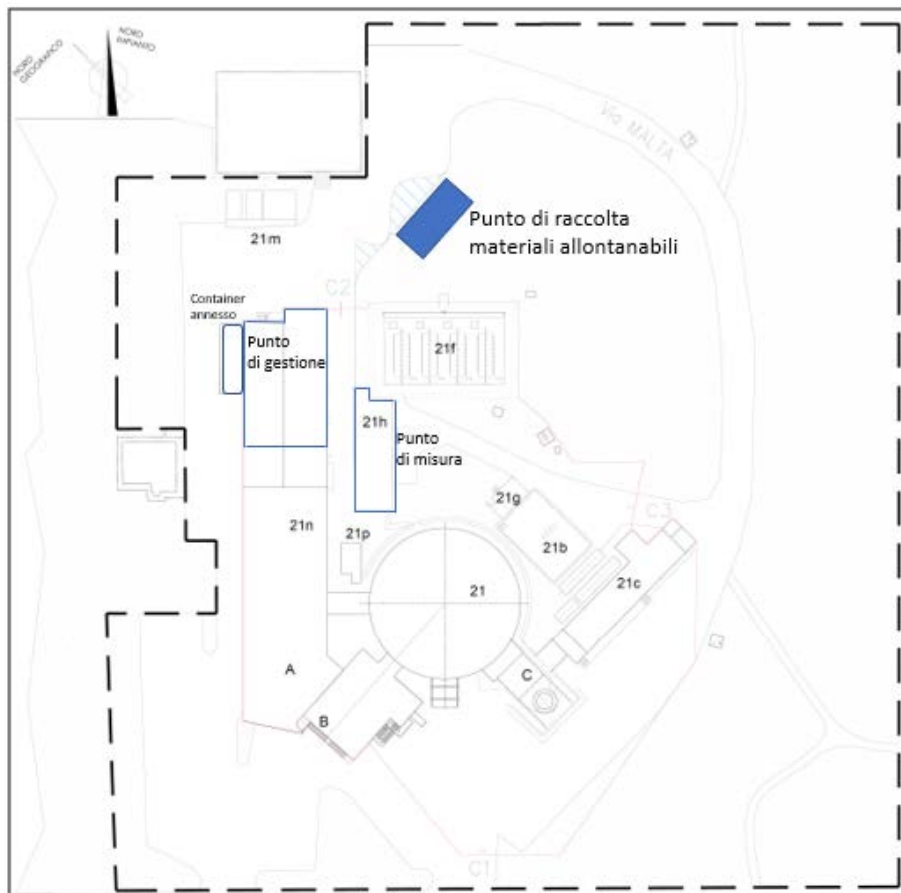 NORD
GEOGRAFICO
NORD
IMPIANTO
Via MALTA
Punto di raccolta
materiali allontanabili
21m
C2
Container
annesso
Punto
di gestione
21f
21h
Punto
di misura
21g
C3
21n
21p
21b
21
21c
A
C
B
C1